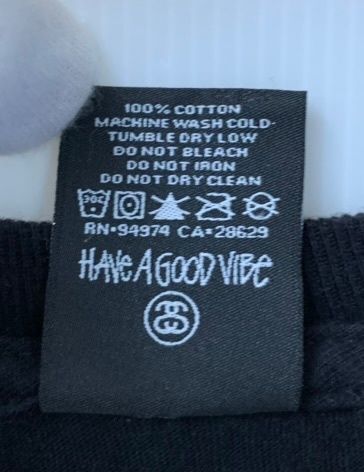 100% COTTON
MACHINE WASH COLD·
TUMBLE DRY LOW
DO NOT BLEACH
DO NOT IRON
DO NOT DRY CLEAN
30C
RN·94974 CA=28629
HAVE A GOOD VIBE